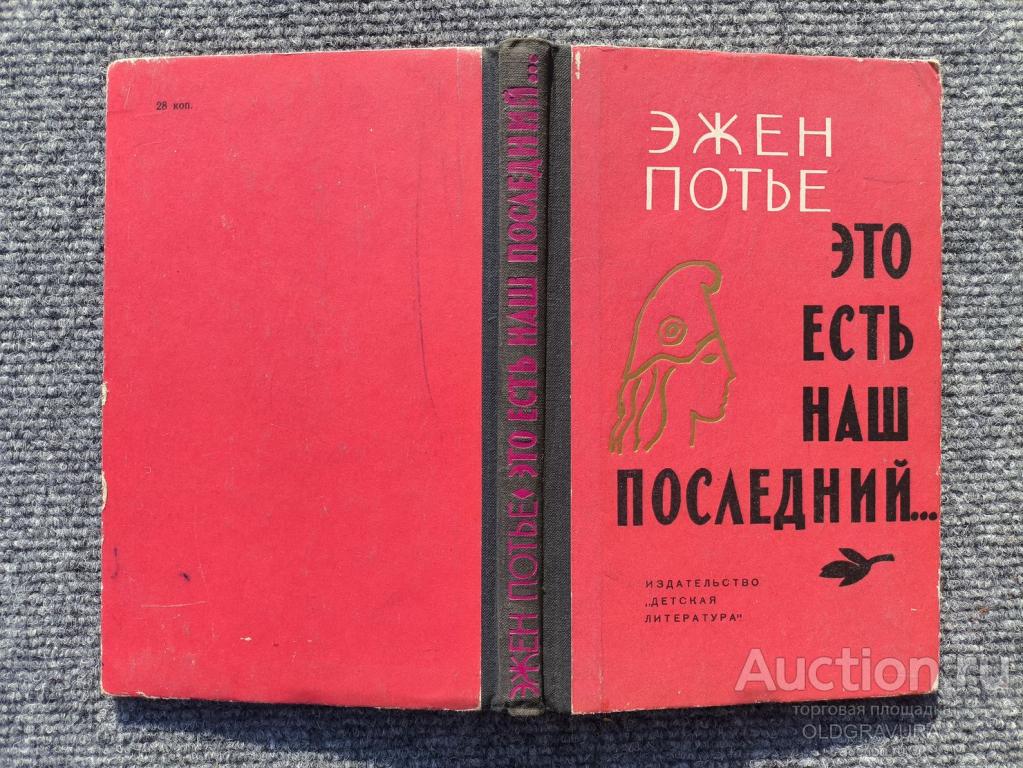 28 коп.
ЭЖЕН ПОТЬЕ ЭТО ЕСТЬ НАШ ПОСЛЕДНИЙ...
ЭЖЕН
ПОТЬЕ
ЭТО
ЕСТЬ
НАШ
ПОСЛЕДНИЙ...
ИЗДАТЕЛЬСТВО
„ДЕТСКАЯ
ЛИТЕРАТУРА"
Auction.ru
торговая площадка
OLDGRAVURA